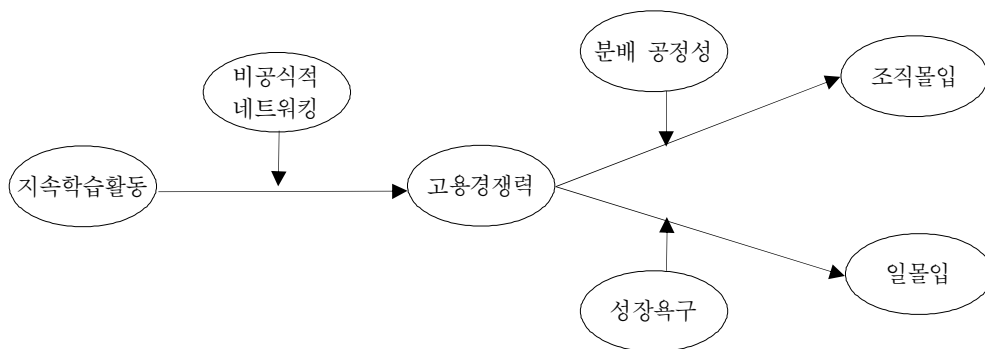 비공식적
네트워킹
분배 공정성
조직몰입
지속학습활동
고용경쟁력
성장욕구
일몰입